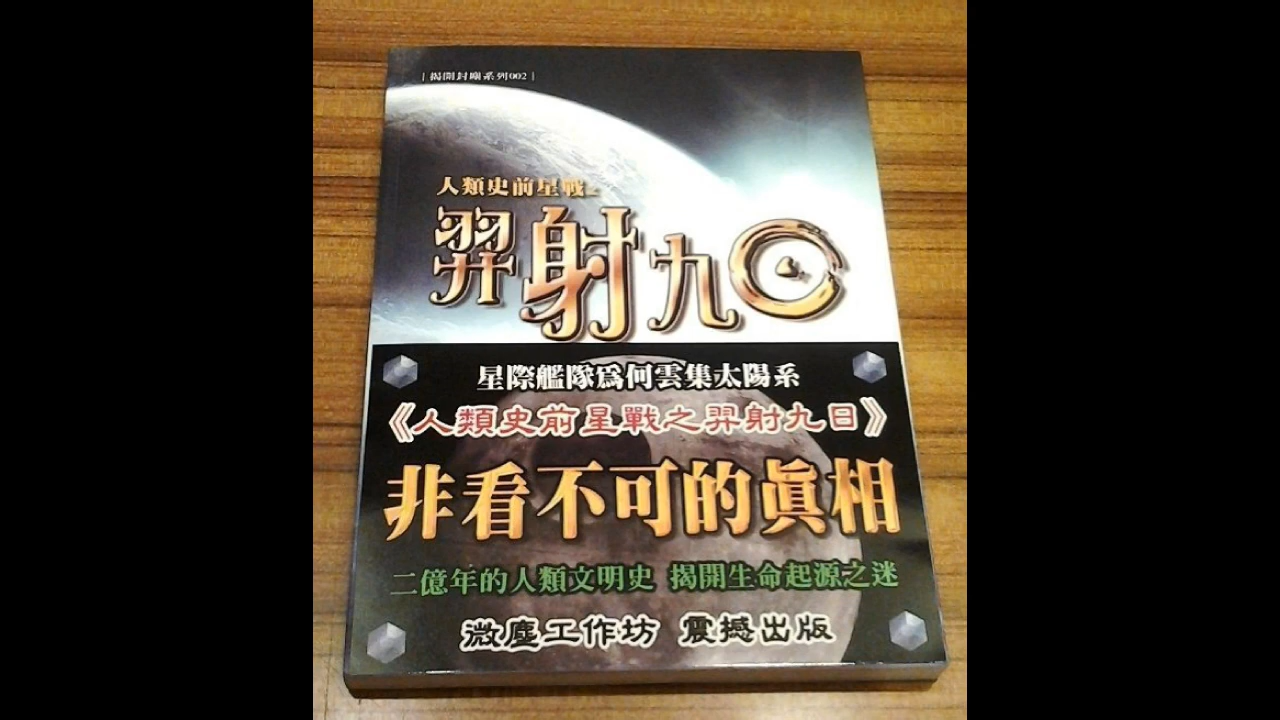 |揭開封塵系列002|
人類史前星戰之
羿射九日
星際艦隊為何雲集太陽系
《人類史前星戰之羿射九日》
非看不可的眞相
二億年的人類文明史 揭開生命起源之迷
微塵工作坊 震撼出版